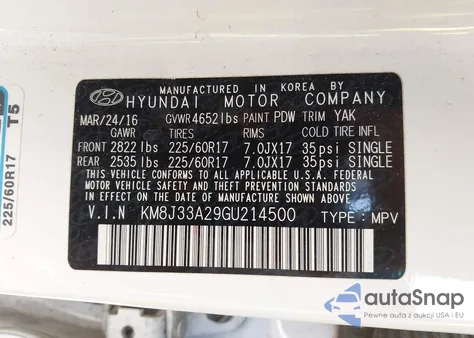 MANUFACTURED IN KOREA BY
HYUNDAI MOTOR COMPANY
MAR/24/16 GVWR 4652lbs PAINT PDW TRIM YAK
GAWR TIRES RIMS COLD TIRE INFL
FRONT 2822 lbs 225/60R17 7.0JX17 35psi SINGLE
REAR 2535 lbs 225/60R17 7.0JX17 35psi SINGLE
THIS VEHICLE CONFORMS TO ALL APPLICABLE U.S.A. FEDERAL
MOTOR VEHICLE SAFETY AND THEFT PREVENTION STANDARDS
IN EFFECT ON THE DATE OF MANUFACTURE SHOWN ABOVE.
V.I.N KM8J33A29GU214500 TYPE : MPV
225/60R17 T5
autoSnap
Pewne auta z aukcji USA i EU